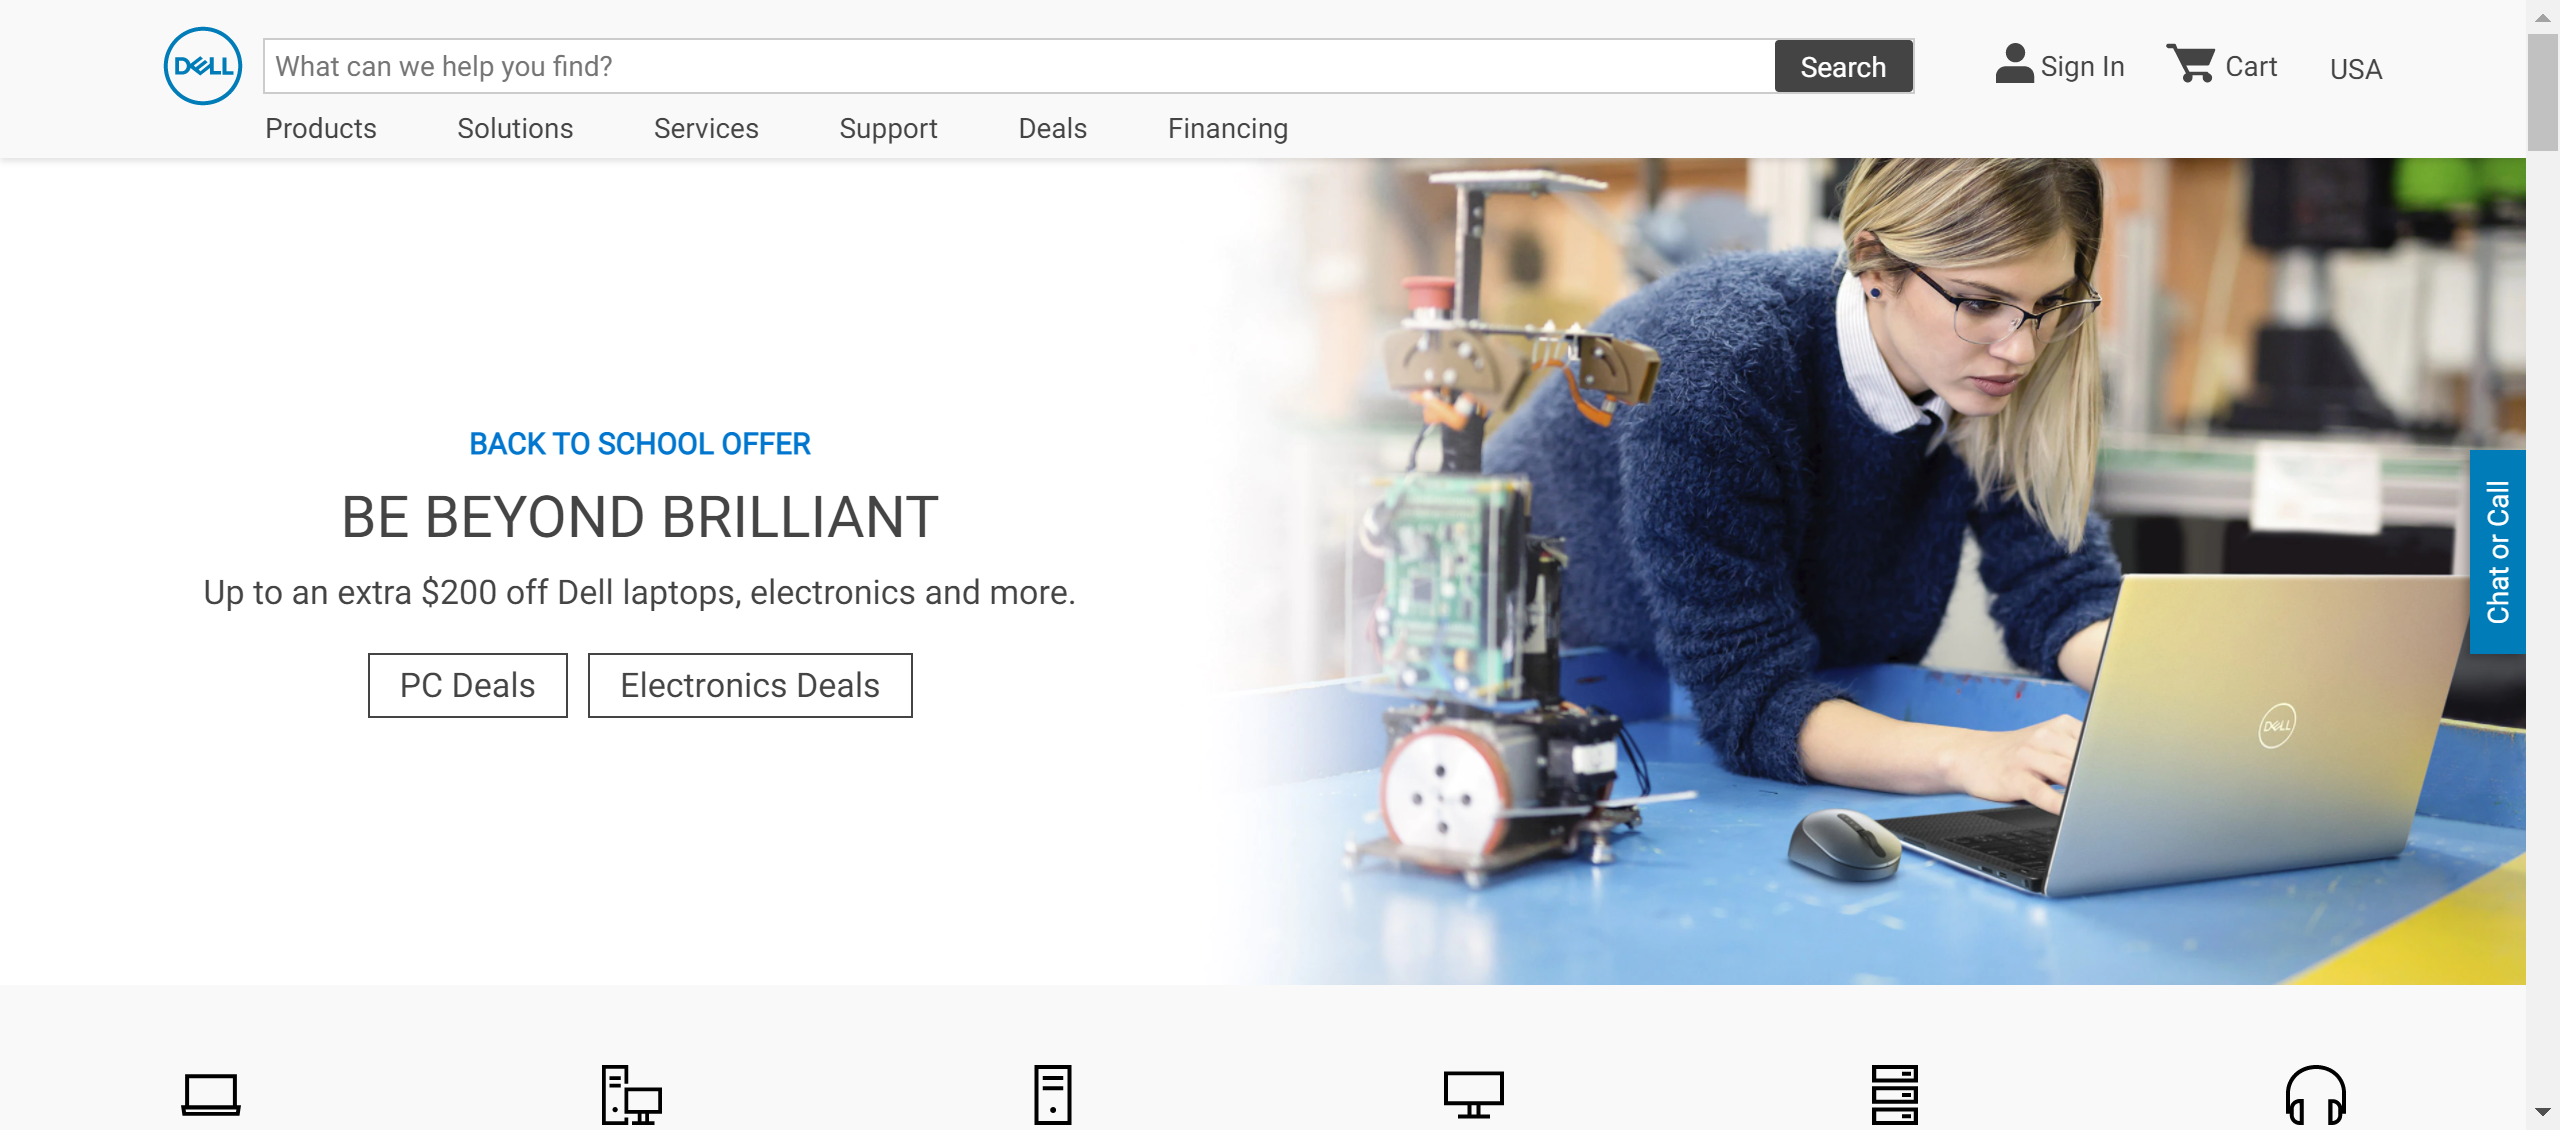 DELL
What can we help you find?
Search
Sign In
Cart
USA
Products
Solutions
Services
Support
Deals
Financing
BACK TO SCHOOL OFFER
BE BEYOND BRILLIANT
Up to an extra $200 off Dell laptops, electronics and more.
PC Deals
Electronics Deals
Chat or Call
DELL